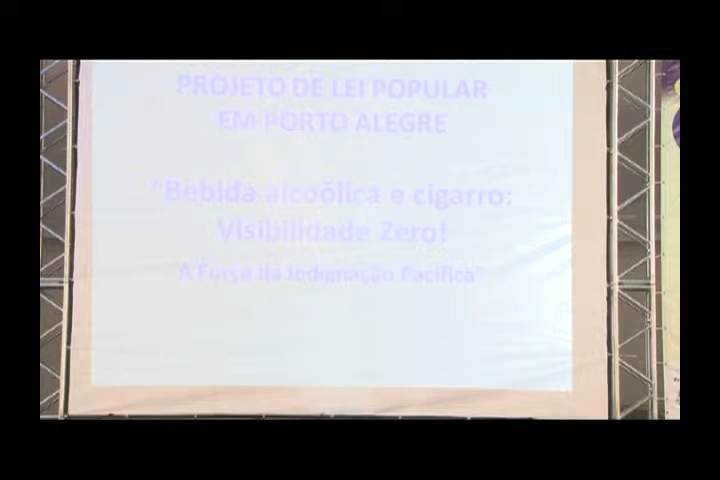 PROJETO DE LEI POPULAR
EM PORTO ALEGRE
"Bebida alcoólica e cigarro:
Visibilidade Zero!
A Força da Indignação Pacífica"